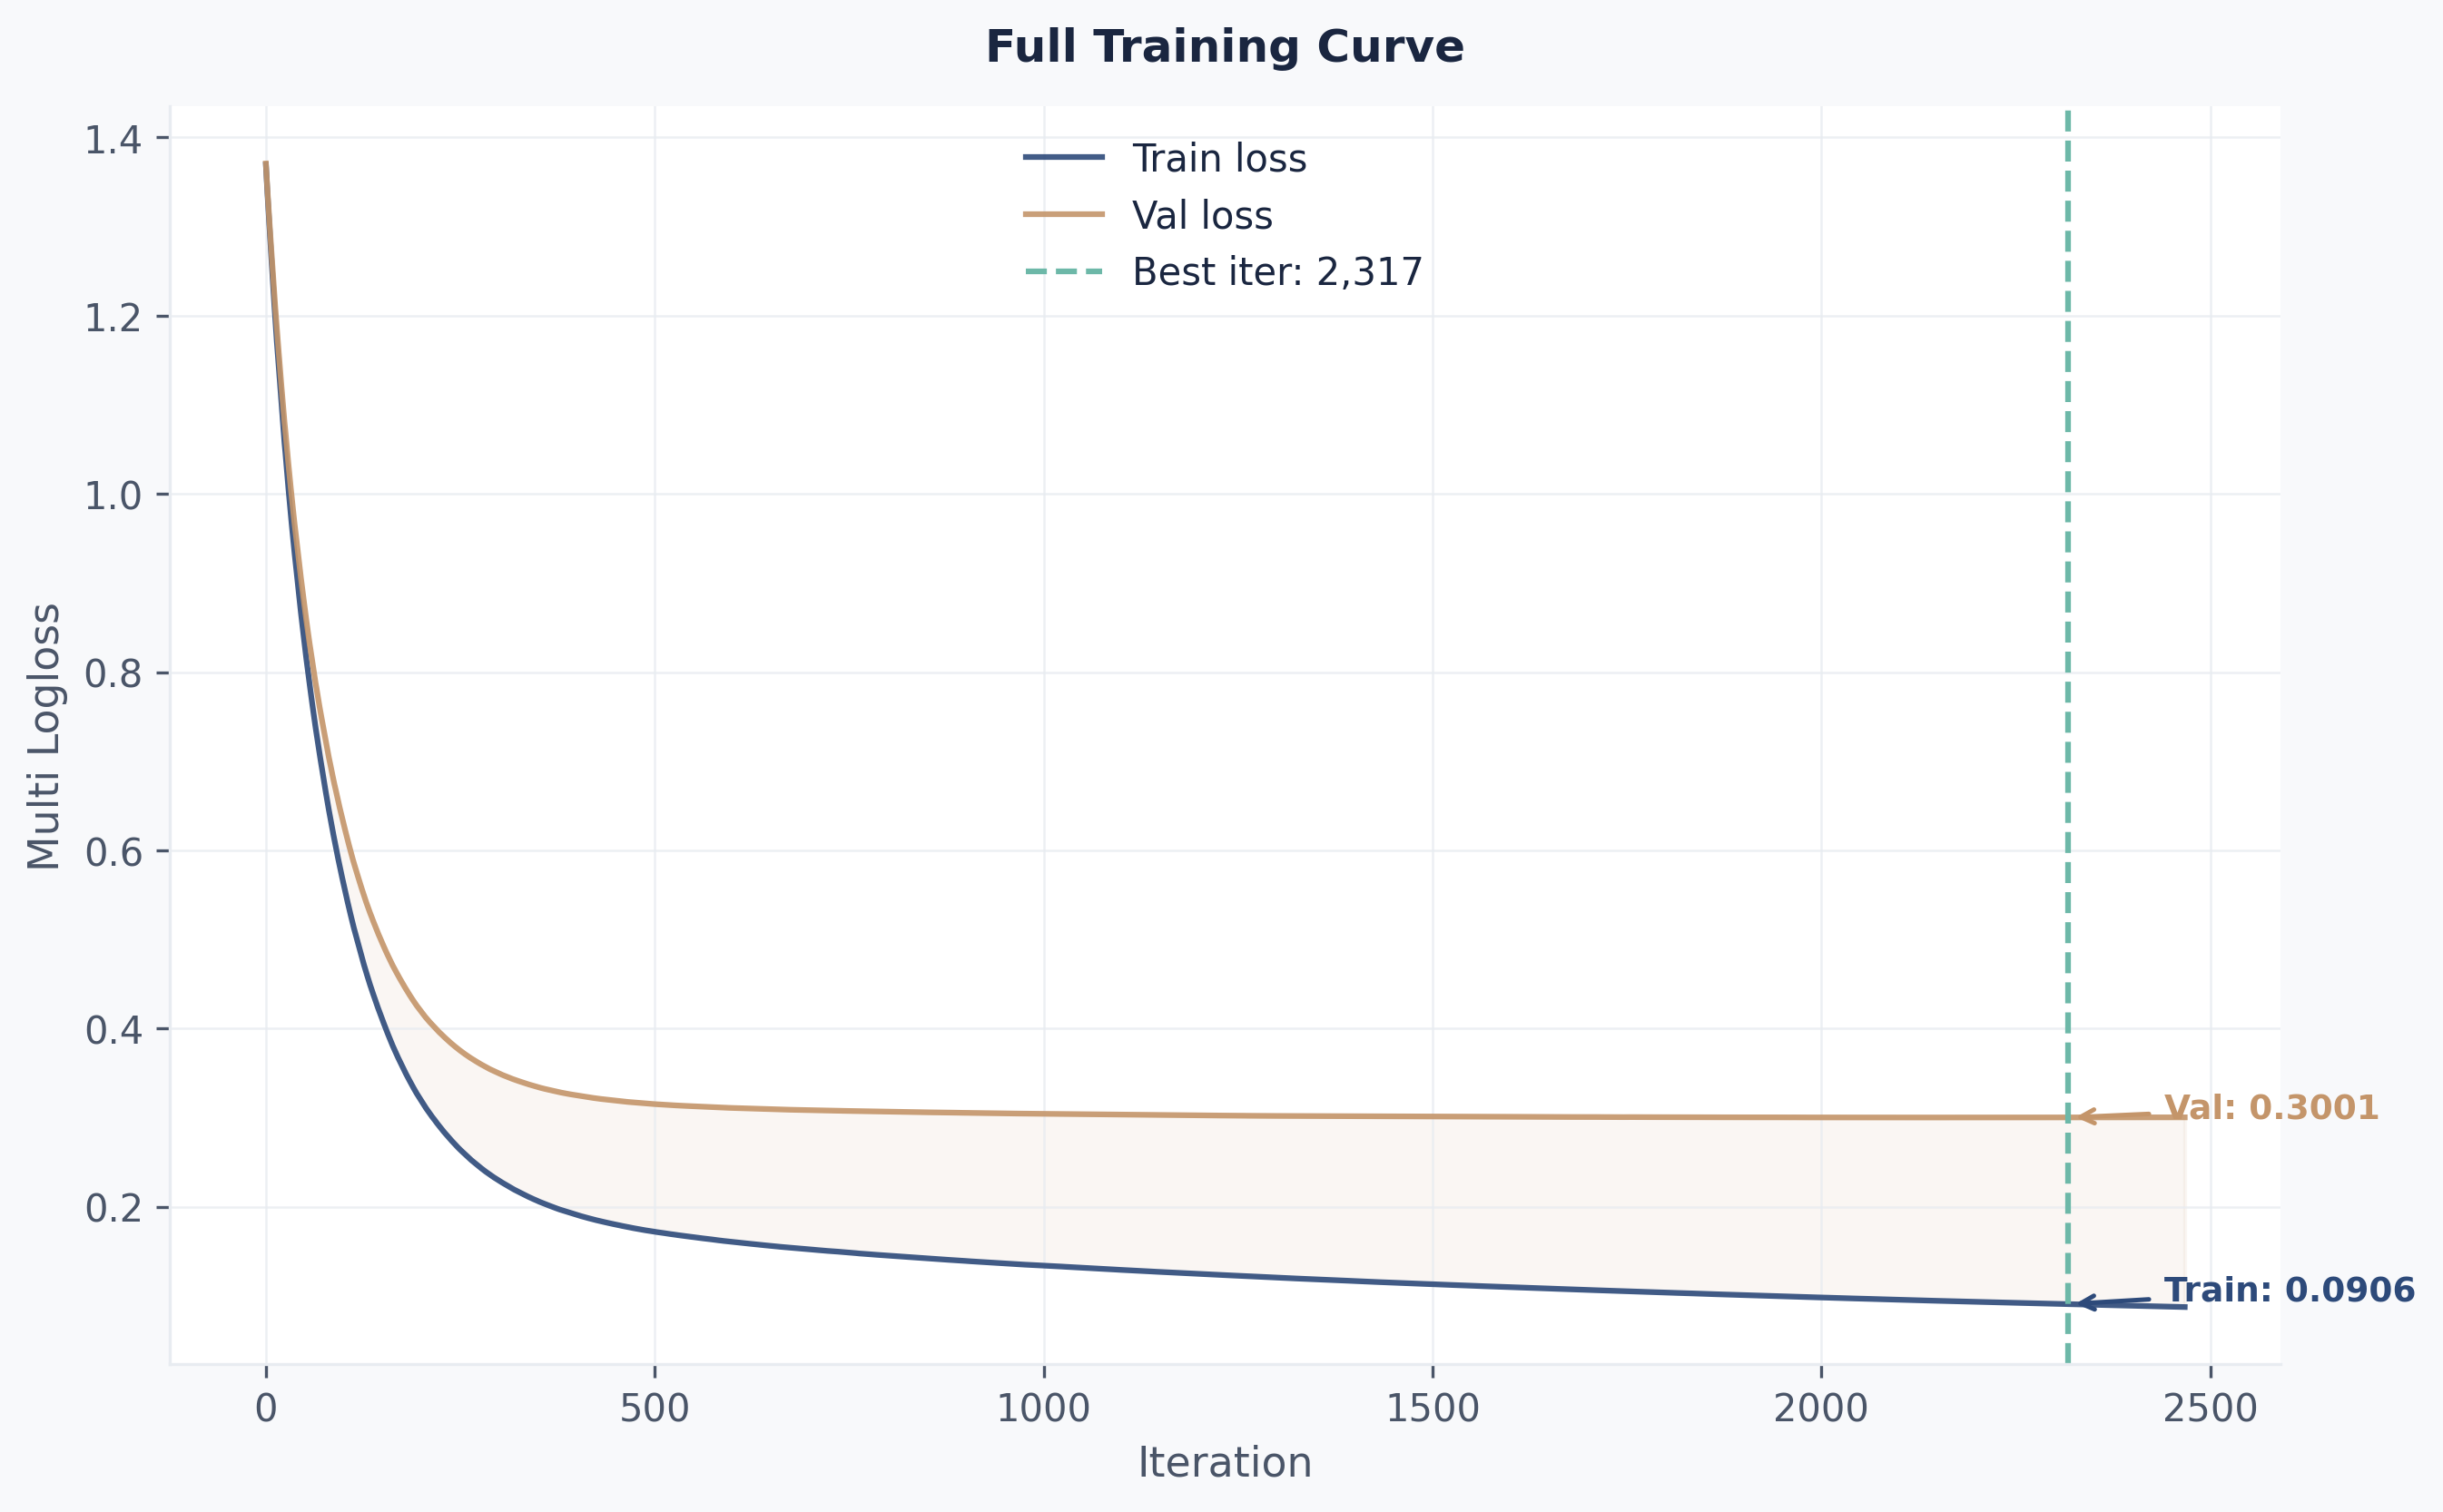 Full Training Curve
Train loss
Val loss
Best iter: 2,317
1.4
1.2
1.0
0.8
0.6
0.4
0.2
Multi Logloss
Val: 0.3001
Train: 0.0906
0 500 1000 1500 2000 2500
Iteration